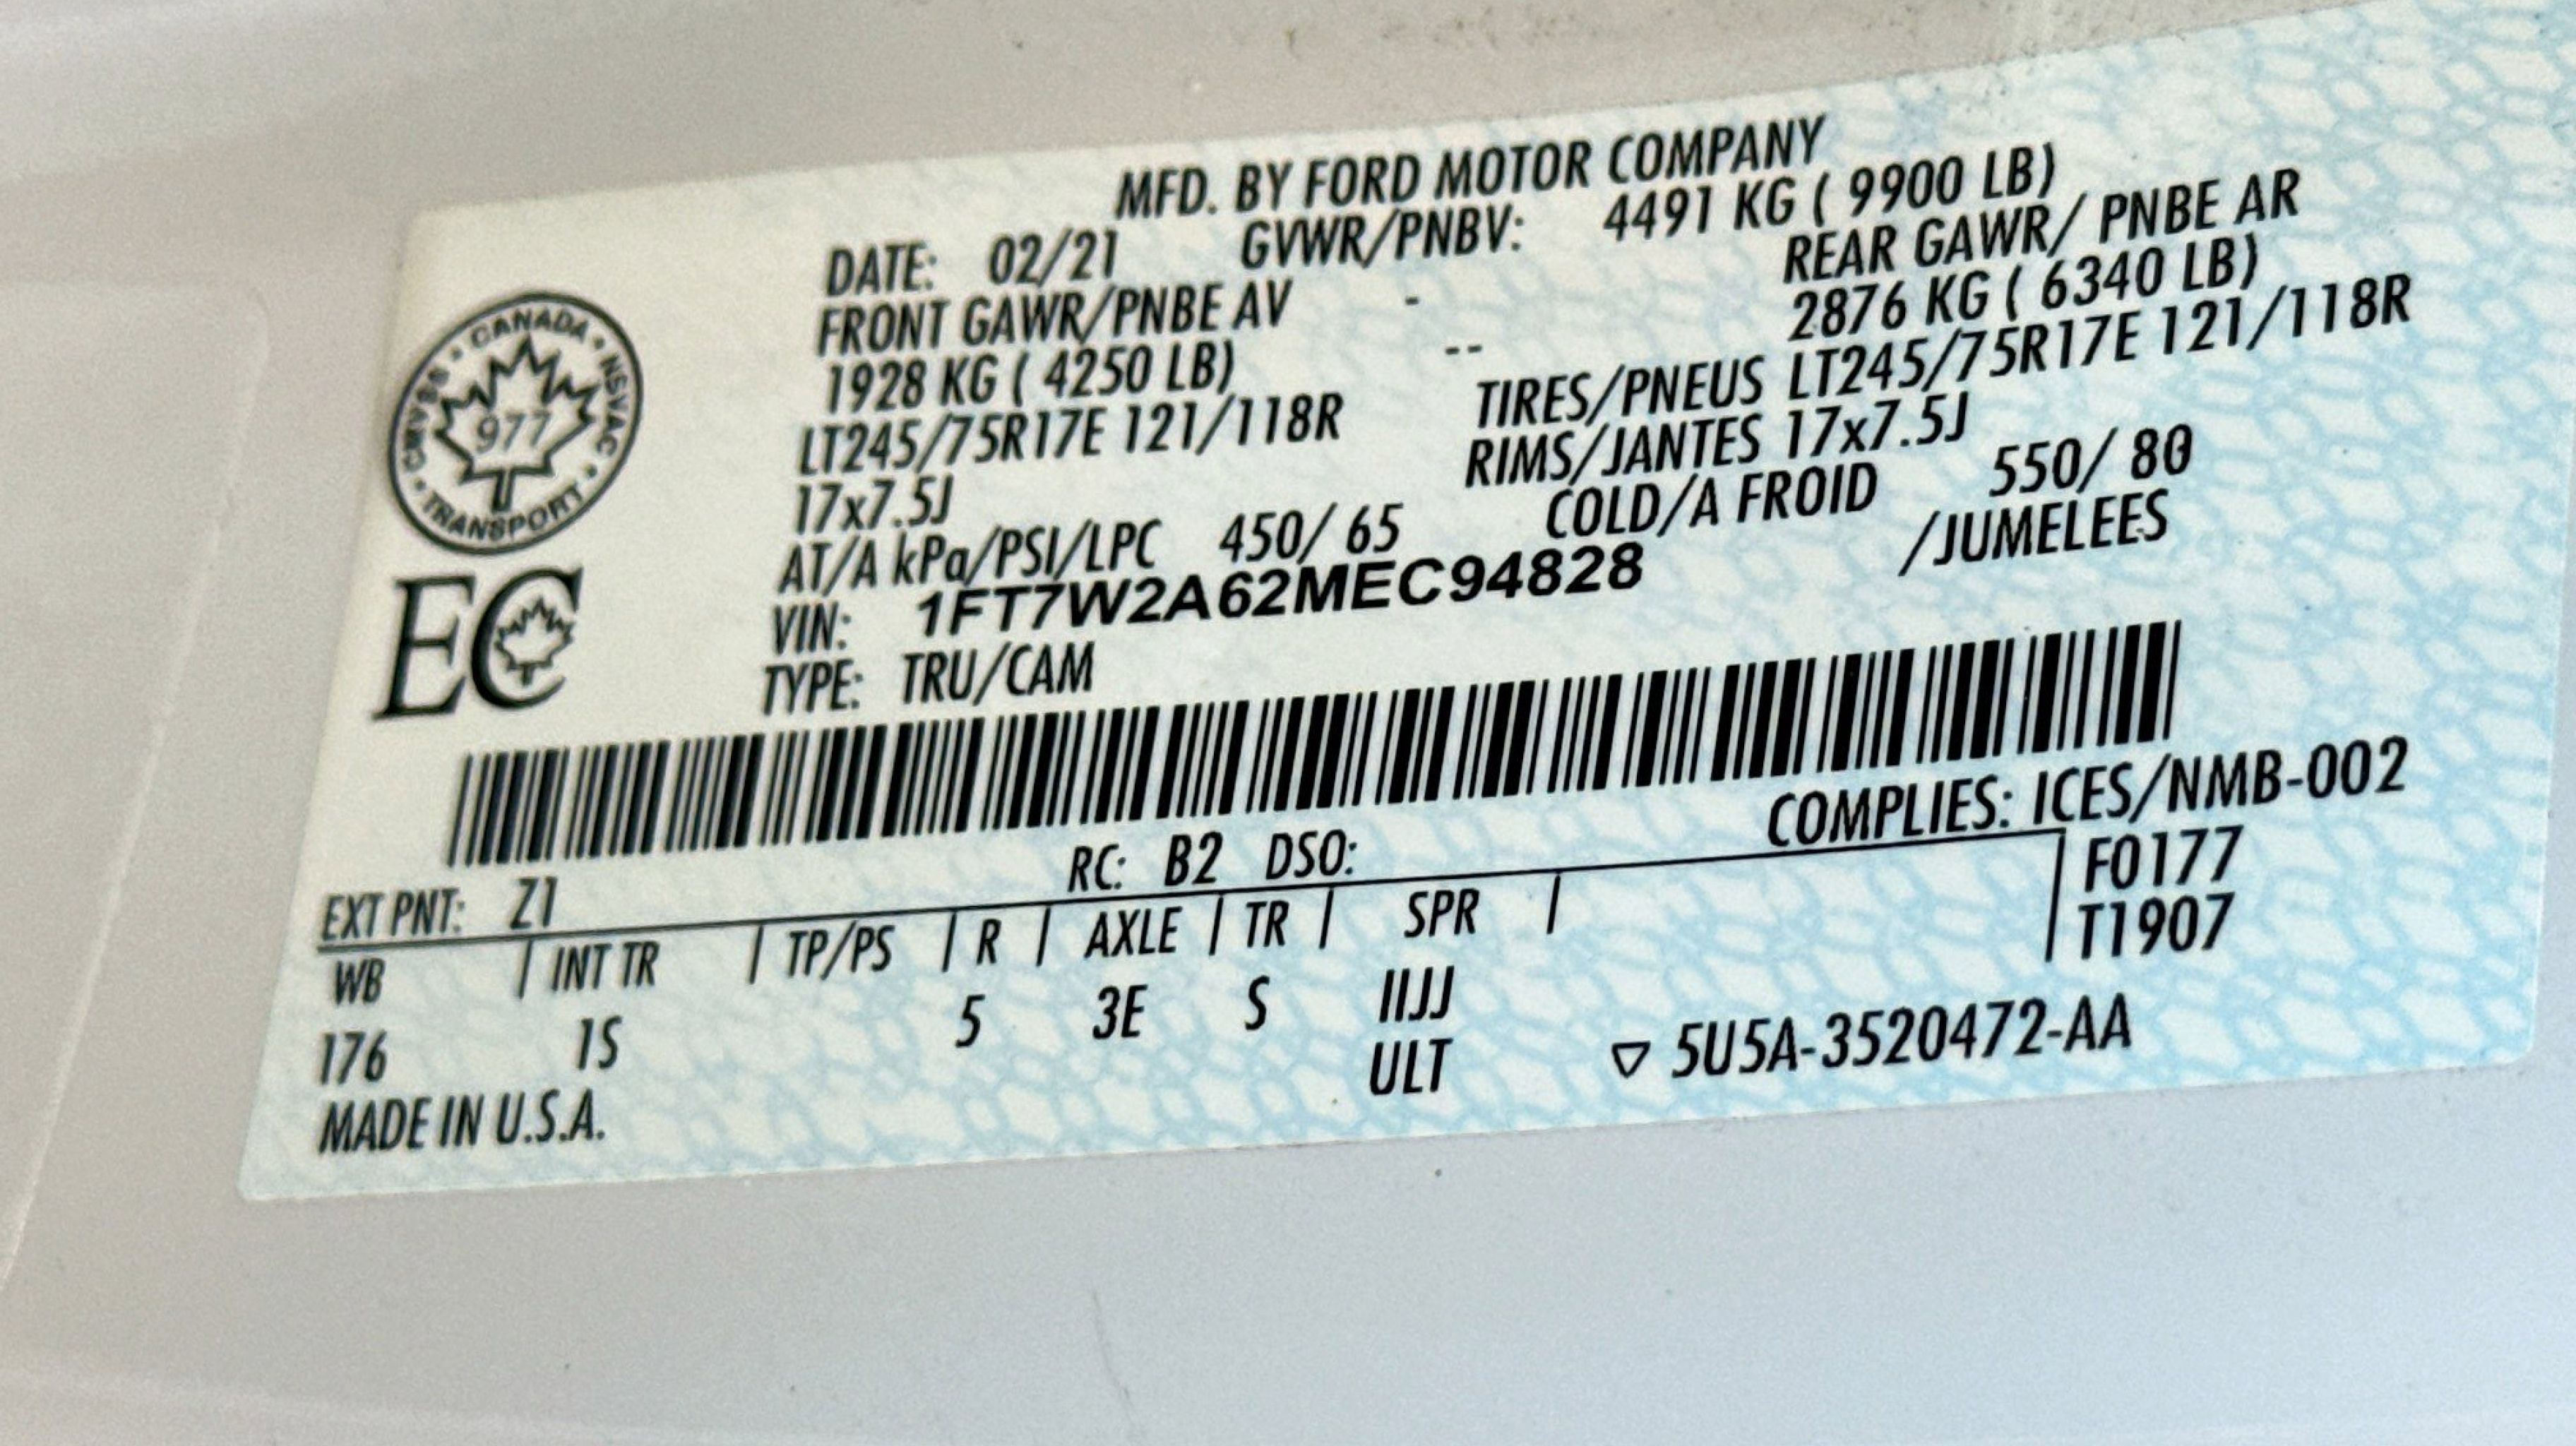 MFD. BY FORD MOTOR COMPANY
DATE: 02/21 GVWR/PNBV: 4491 KG ( 9900 LB)
FRONT GAWR/PNBE AV - REAR GAWR/ PNBE AR
1928 KG ( 4250 LB) -- 2876 KG ( 6340 LB)
LT245/75R17E 121/118R TIRES/PNEUS LT245/75R17E 121/118R
17x7.5J RIMS/JANTES 17x7.5J
AT/A kPa/PSI/LPC 450/ 65 COLD/A FROID 550/ 80
VIN: 1FT7W2A62MEC94828 /JUMELEES
TYPE: TRU/CAM
CANADA • NSVAC • TRANSPORT • CMVSS •
977
EC
COMPLIES: ICES/NMB-002
EXT PNT: Z1 RC: B2 DSO: F0177
WB | INT TR | TP/PS | R | AXLE | TR | SPR | T1907
176 1S 5 3E S IIJJ
ULT ▽ 5U5A-3520472-AA
MADE IN U.S.A.